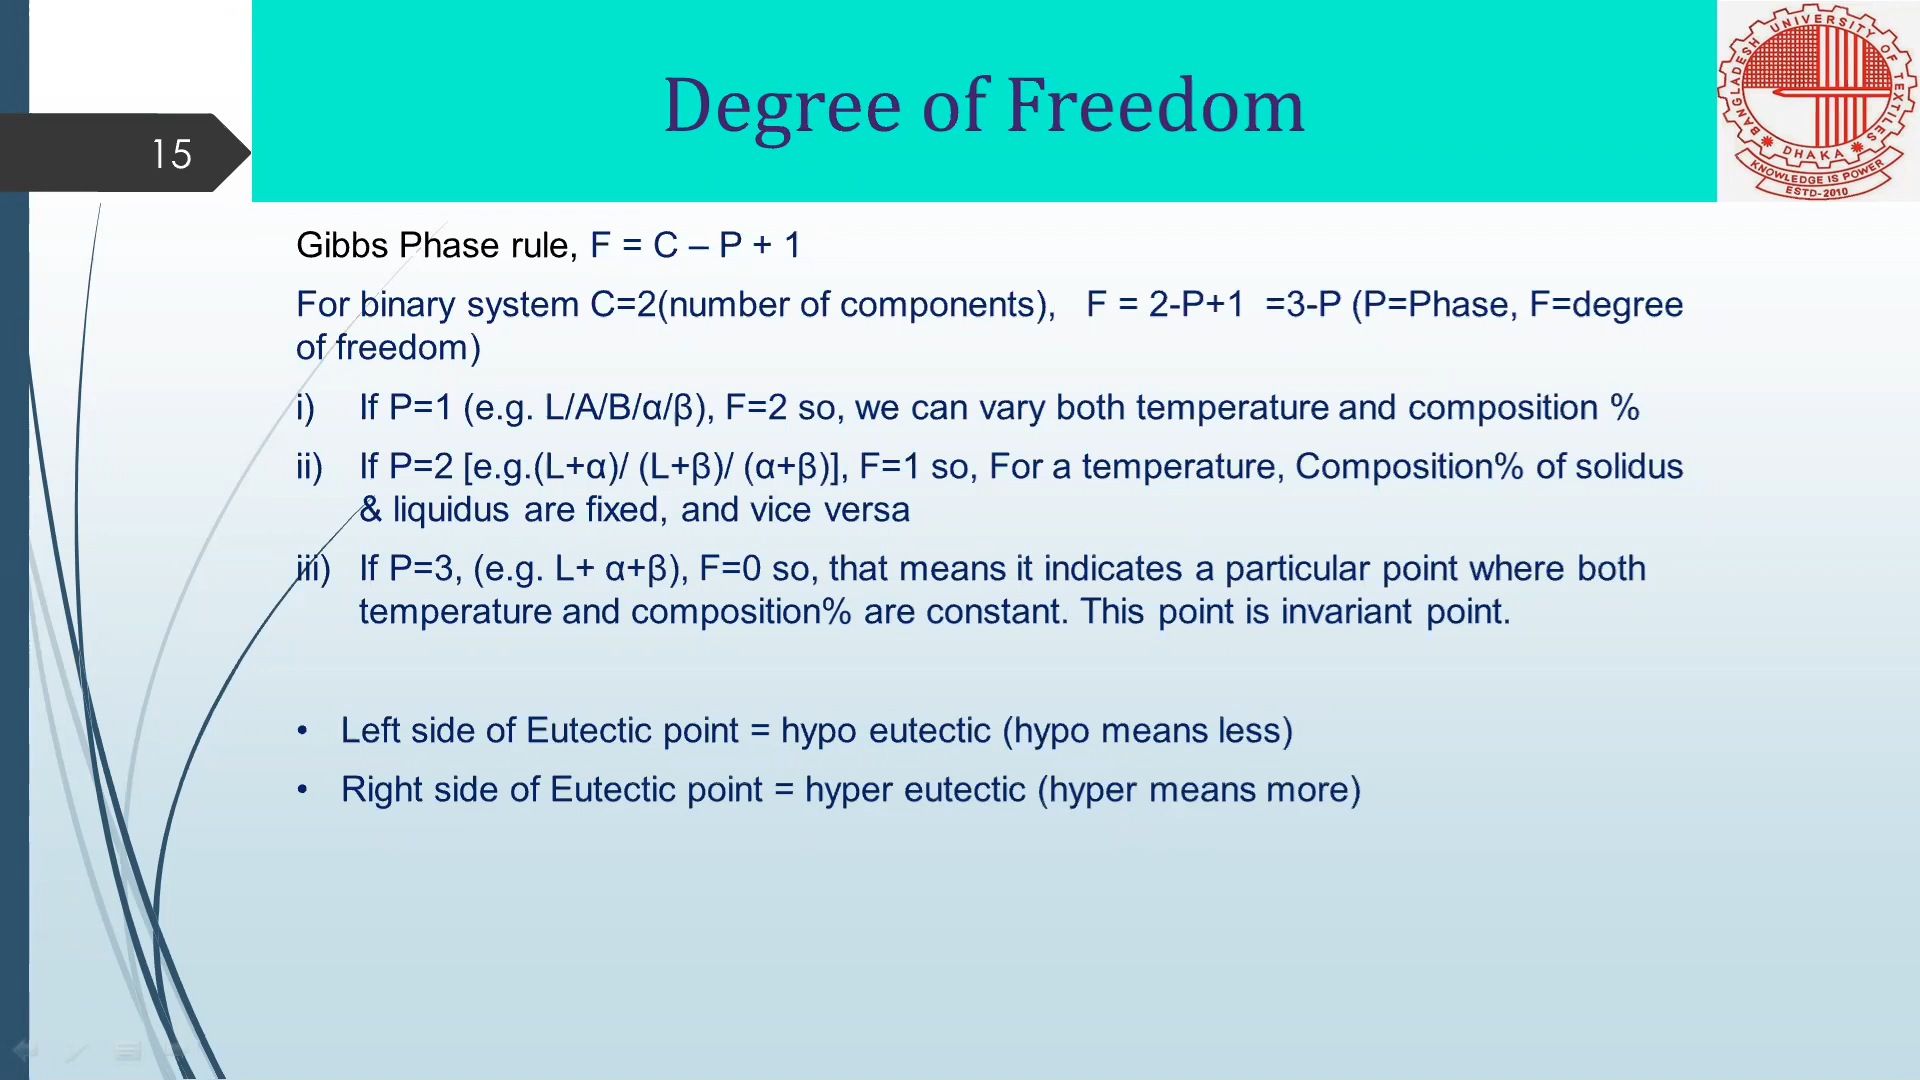 Degree of Freedom
15
BANGLADESH UNIVERSITY OF TEXTILES
DHAKA
KNOWLEDGE IS POWER
ESTD-2010
Gibbs Phase rule, F = C – P + 1
For binary system C=2(number of components), F = 2-P+1 =3-P (P=Phase, F=degree
of freedom)
i) If P=1 (e.g. L/A/B/α/β), F=2 so, we can vary both temperature and composition %
ii) If P=2 [e.g.(L+α)/ (L+β)/ (α+β)], F=1 so, For a temperature, Composition% of solidus
& liquidus are fixed, and vice versa
iii) If P=3, (e.g. L+ α+β), F=0 so, that means it indicates a particular point where both
temperature and composition% are constant. This point is invariant point.
• Left side of Eutectic point = hypo eutectic (hypo means less)
• Right side of Eutectic point = hyper eutectic (hyper means more)